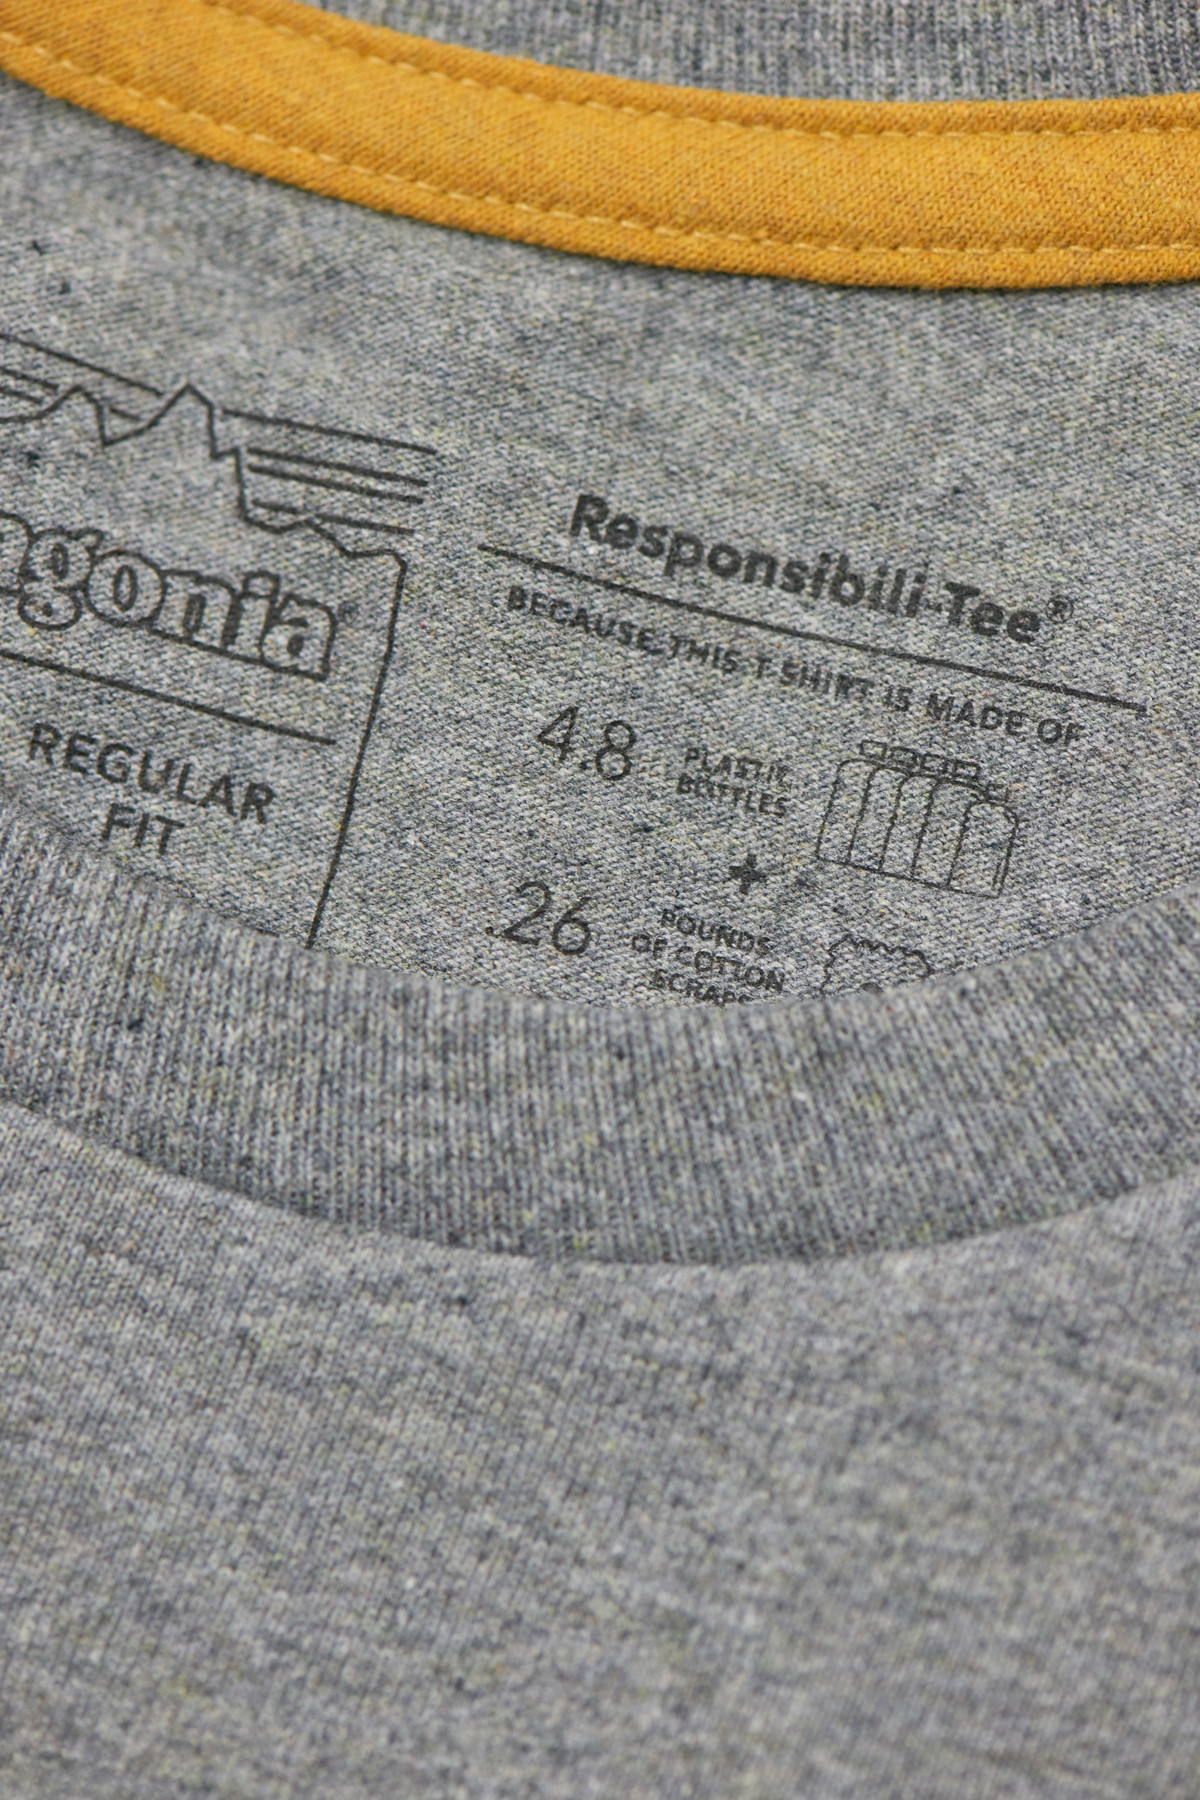 Responsibili-Tee®
BECAUSE THIS T-SHIRT IS MADE OF
4.8
PLASTIC
BOTTLES
+
.26
POUNDS
OF COTTON
SCRAPS
gonia
REGULAR
FIT